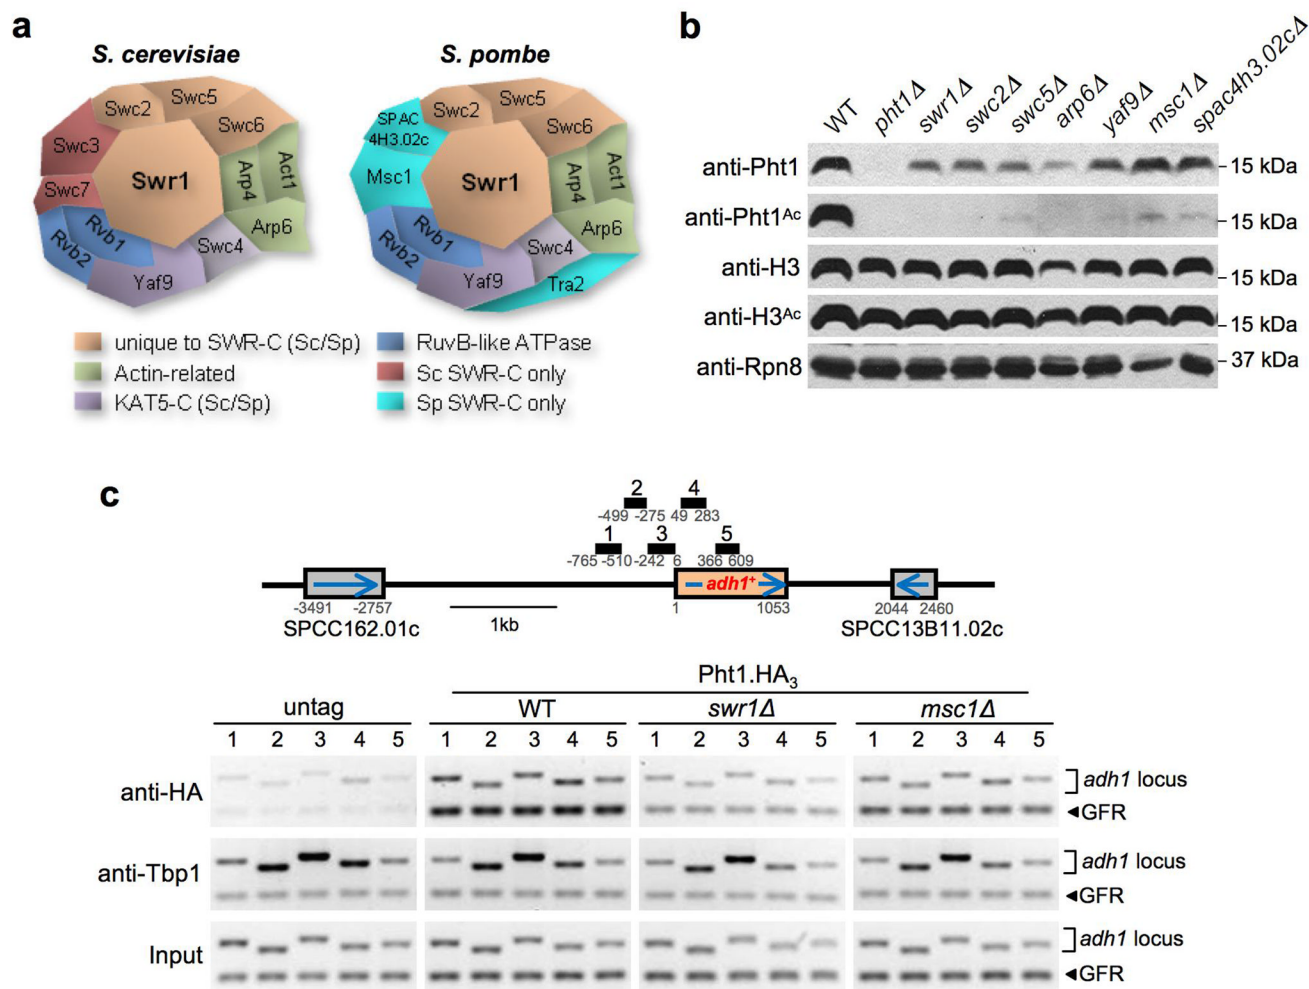 a
S. cerevisiae
S. pombe
Swc2
Swc5
Swc6
Swc3
Swr1
Arp4
Act1
Swc7
Rvb1
Rvb2
Swc4
Arp6
Yaf9
SPAC
4H3.02c
Swc2
Swc5
Swc6
Msc1
Swr1
Arp4
Act1
Rvb1
Rvb2
Swc4
Arp6
Yaf9
Tra2
unique to SWR-C (Sc/Sp)
Actin-related
KAT5-C (Sc/Sp)
RuvB-like ATPase
Sc SWR-C only
Sp SWR-C only
b
WT pht1Δ swr1Δ swc2Δ swc5Δ arp6Δ yaf9Δ msc1Δ spac4h3.02cΔ
anti-Pht1 15 kDa
anti-Pht1Ac 15 kDa
anti-H3 15 kDa
anti-H3Ac 15 kDa
anti-Rpn8 37 kDa
c
2 4
-499 -275 49 283
1 3 5
-765 -510 -242 6 366 609
adh1+
-3491 -2757 1 1053 2044 2460
SPCC162.01c 1kb SPCC13B11.02c
Pht1.HA3
untag WT swr1Δ msc1Δ
1 2 3 4 5 1 2 3 4 5 1 2 3 4 5 1 2 3 4 5
anti-HA adh1 locus
GFR
anti-Tbp1 adh1 locus
GFR
Input adh1 locus
GFR